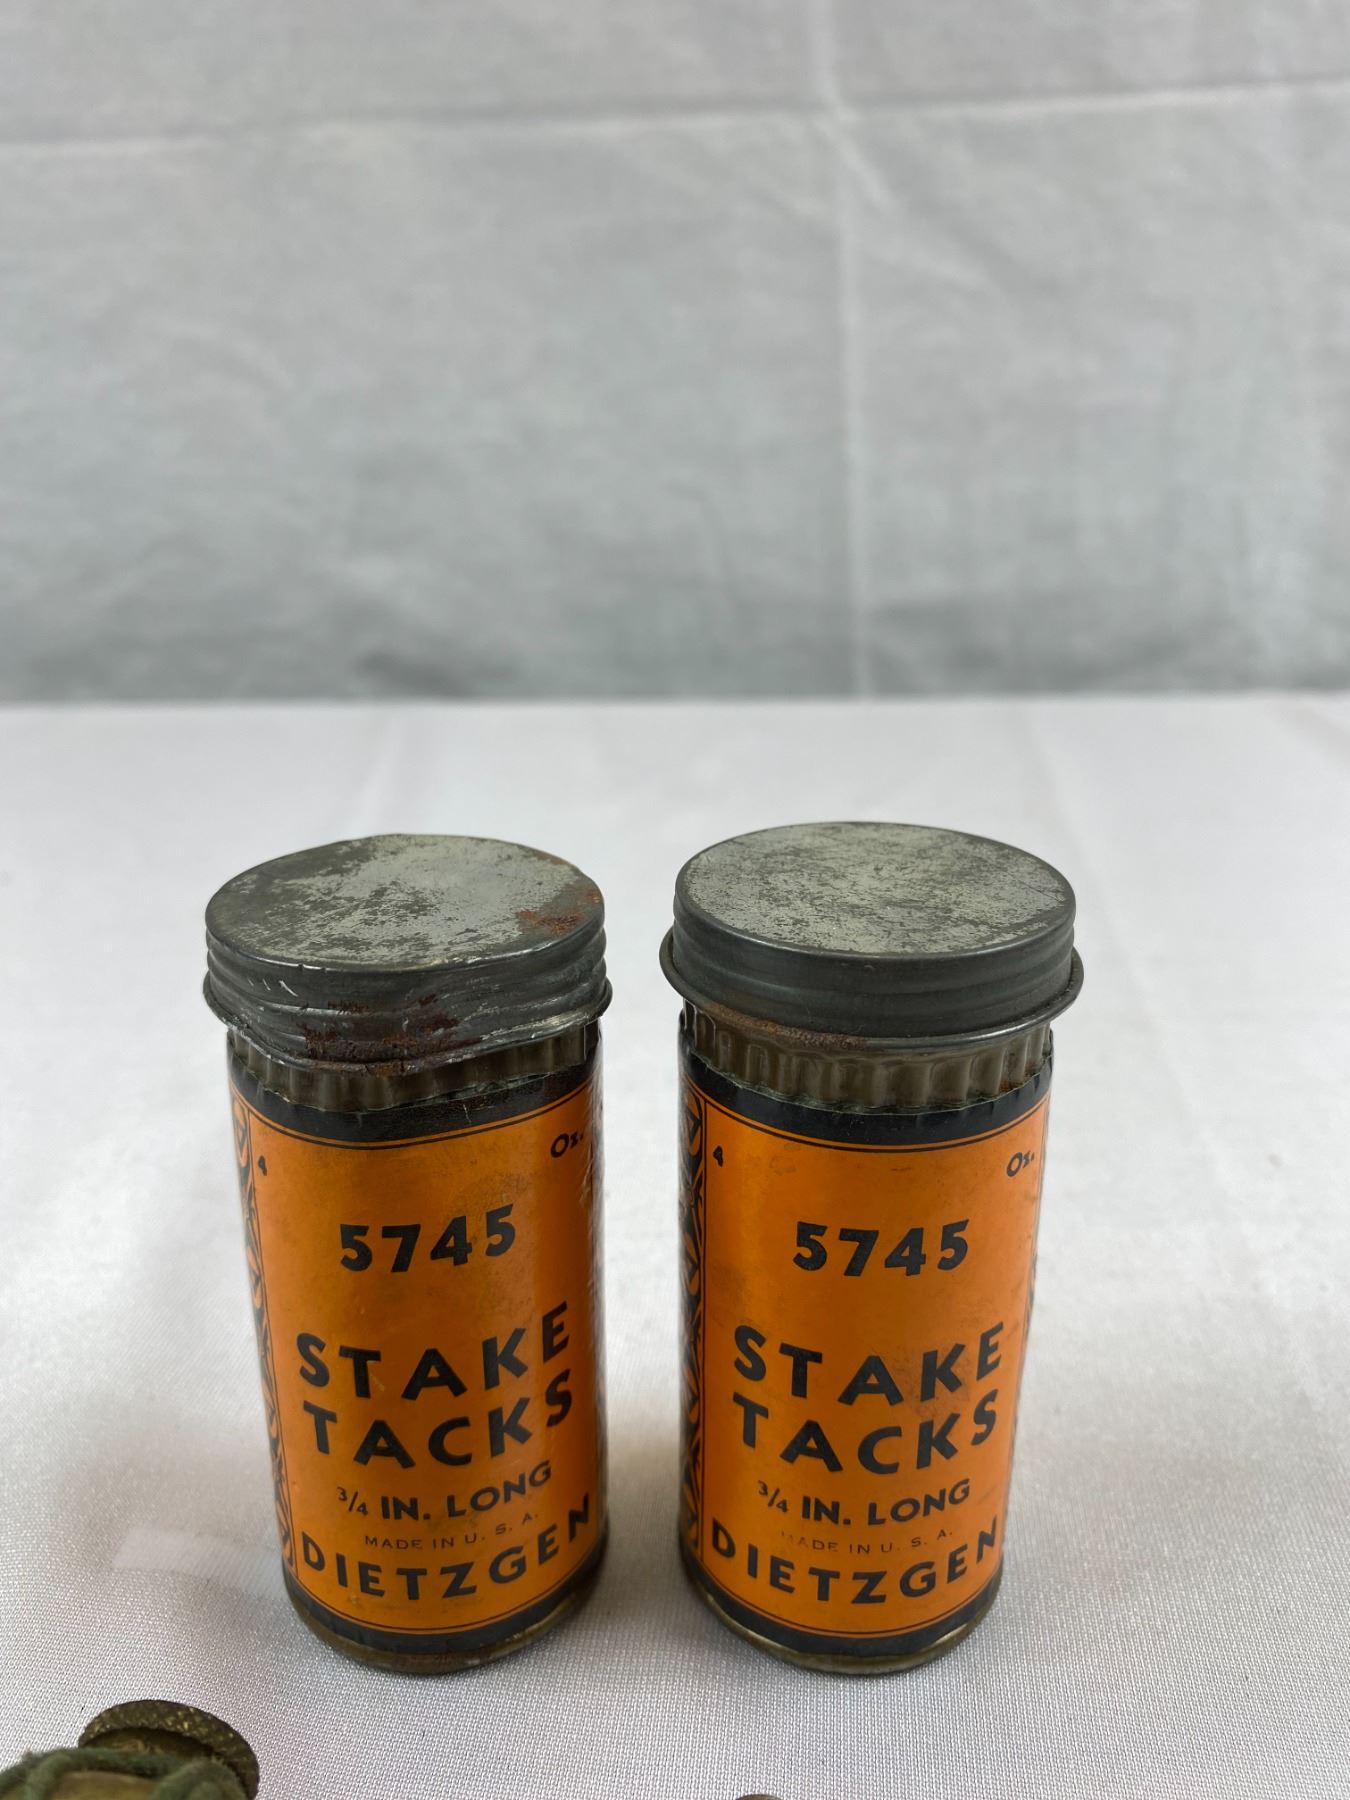 4 Oz.
5745
STAKE
TACKS
3/4 IN. LONG
MADE IN U. S. A.
DIETZGEN
4 Oz.
5745
STAKE
TACKS
3/4 IN. LONG
MADE IN U. S. A.
DIETZGEN